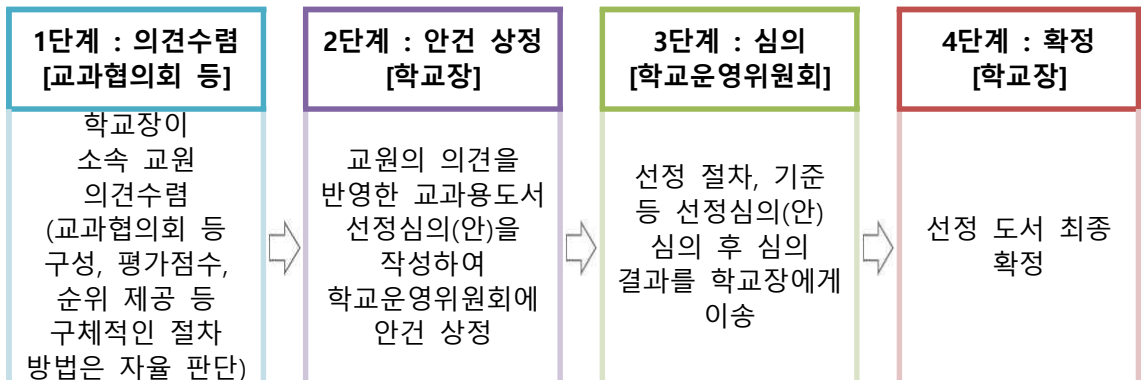 1단계 : 의견수렴
[교과협의회 등]
학교장이
소속 교원
의견수렴
(교과협의회 등
구성, 평가점수,
순위 제공 등
구체적인 절차
방법은 자율 판단)
2단계 : 안건 상정
[학교장]
교원의 의견을
반영한 교과용도서
선정심의(안)을
작성하여
학교운영위원회에
안건 상정
3단계 : 심의
[학교운영위원회]
선정 절차, 기준
등 선정심의(안)
심의 후 심의
결과를 학교장에게
이송
4단계 : 확정
[학교장]
선정 도서 최종
확정